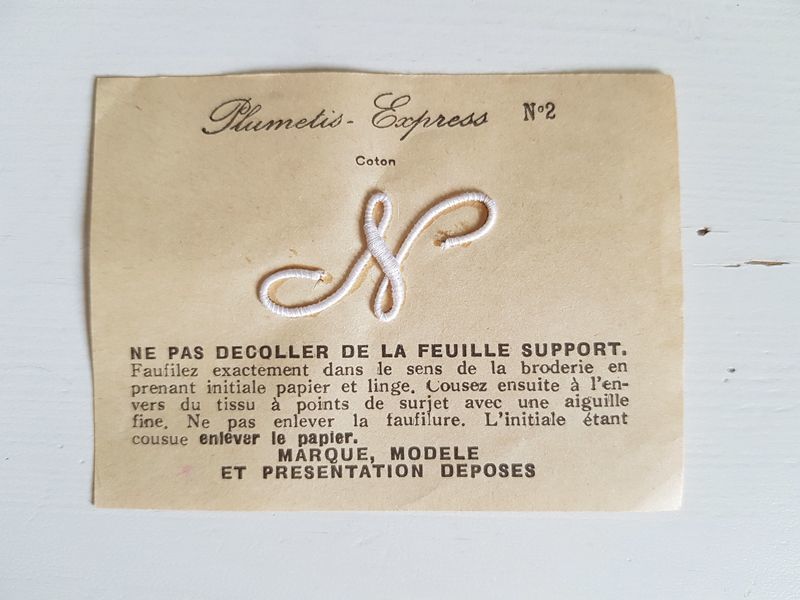 Plumetis - Express N°2
Coton
N
NE PAS DECOLLER DE LA FEUILLE SUPPORT.
Faufilez exactement dans le sens de la broderie en
prenant initiale papier et linge. Cousez ensuite à l'en-
vers du tissu à points de surjet avec une aiguille
fine. Ne pas enlever la faufilure. L'initiale étant
cousue enlever le papier.
MARQUE, MODELE
ET PRESENTATION DEPOSES